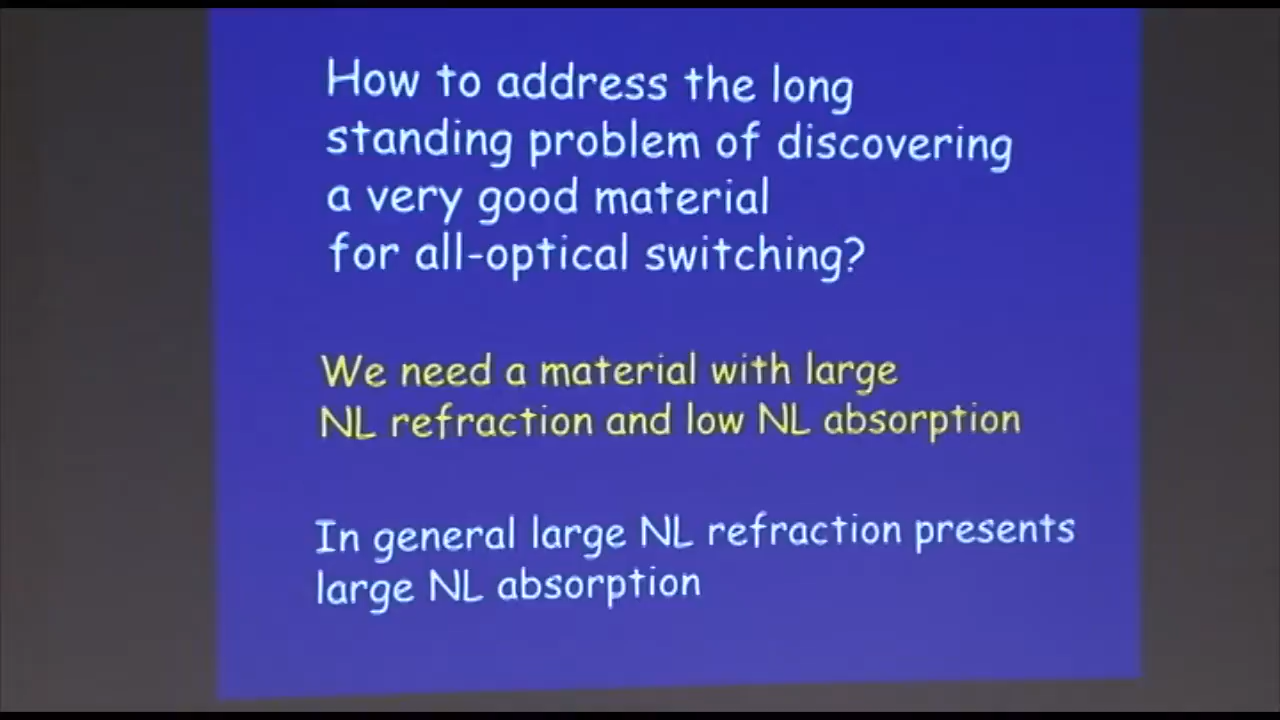 How to address the long
standing problem of discovering
a very good material
for all-optical switching?
We need a material with large
NL refraction and low NL absorption
In general large NL refraction presents
large NL absorption